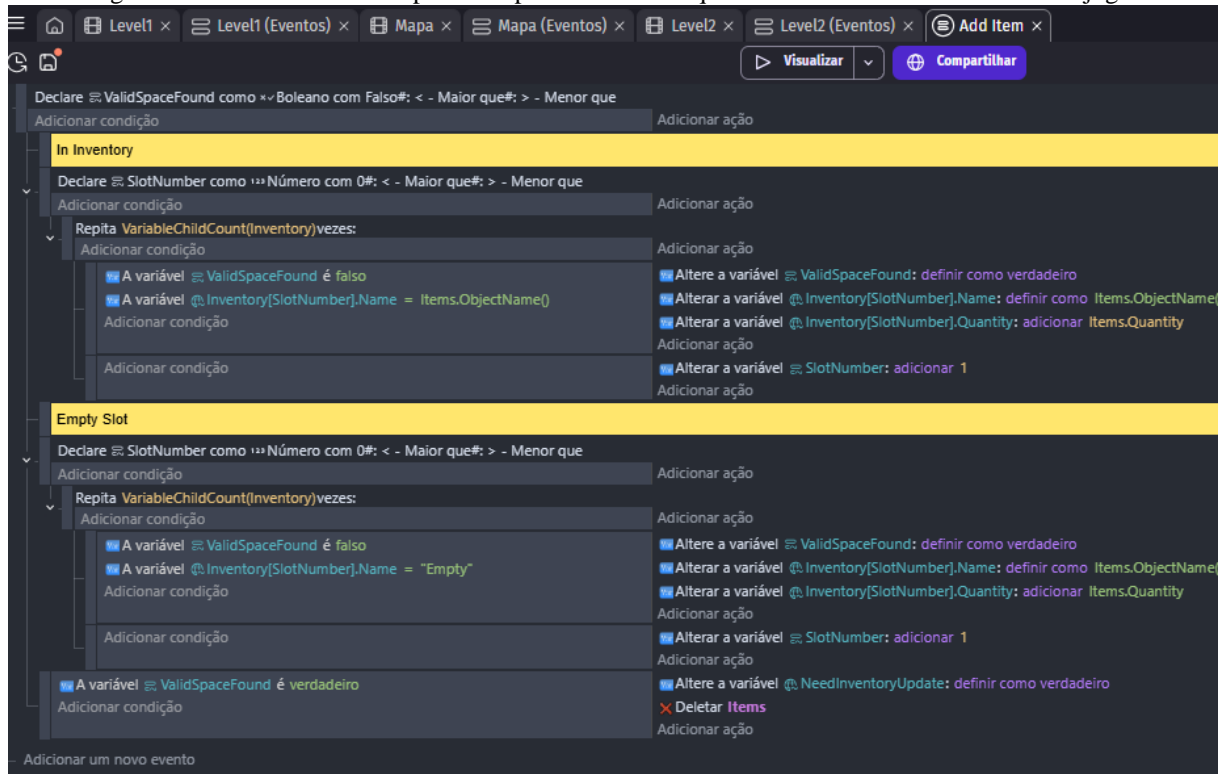 Level1 × Level1 (Eventos) × Mapa × Mapa (Eventos) × Level2 × Level2 (Eventos) × Add Item ×
Visualizar Compartilhar
Declare ValidSpaceFound como Boleano com Falso#: < - Maior que#: > - Menor que
Adicionar condição Adicionar ação
In Inventory
Declare SlotNumber como 123 Número com 0#: < - Maior que#: > - Menor que
Adicionar condição Adicionar ação
Repita VariableChildCount(Inventory)vezes:
Adicionar condição Adicionar ação
A variável ValidSpaceFound é falso Altere a variável ValidSpaceFound: definir como verdadeiro
A variável Inventory[SlotNumber].Name = Items.ObjectName() Alterar a variável Inventory[SlotNumber].Name: definir como Items.ObjectName(
Adicionar condição Alterar a variável Inventory[SlotNumber].Quantity: adicionar Items.Quantity
Adicionar ação
Adicionar condição Alterar a variável SlotNumber: adicionar 1
Adicionar ação
Empty Slot
Declare SlotNumber como 123 Número com 0#: < - Maior que#: > - Menor que
Adicionar condição Adicionar ação
Repita VariableChildCount(Inventory)vezes:
Adicionar condição Adicionar ação
A variável ValidSpaceFound é falso Altere a variável ValidSpaceFound: definir como verdadeiro
A variável Inventory[SlotNumber].Name = "Empty" Alterar a variável Inventory[SlotNumber].Name: definir como Items.ObjectName(
Adicionar condição Alterar a variável Inventory[SlotNumber].Quantity: adicionar Items.Quantity
Adicionar ação
Adicionar condição Alterar a variável SlotNumber: adicionar 1
Adicionar ação
A variável ValidSpaceFound é verdadeiro Altere a variável NeedInventoryUpdate: definir como verdadeiro
Adicionar condição Deletar Items
Adicionar ação
Adicionar um novo evento